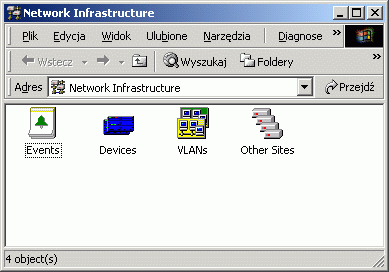 Network Infrastructure
Plik Edycja Widok Ulubione Narzędzia Diagnose »
Wstecz » Wyszukaj Foldery
Adres Network Infrastructure Przejdź
Events Devices VLANs Other Sites
4 object(s)